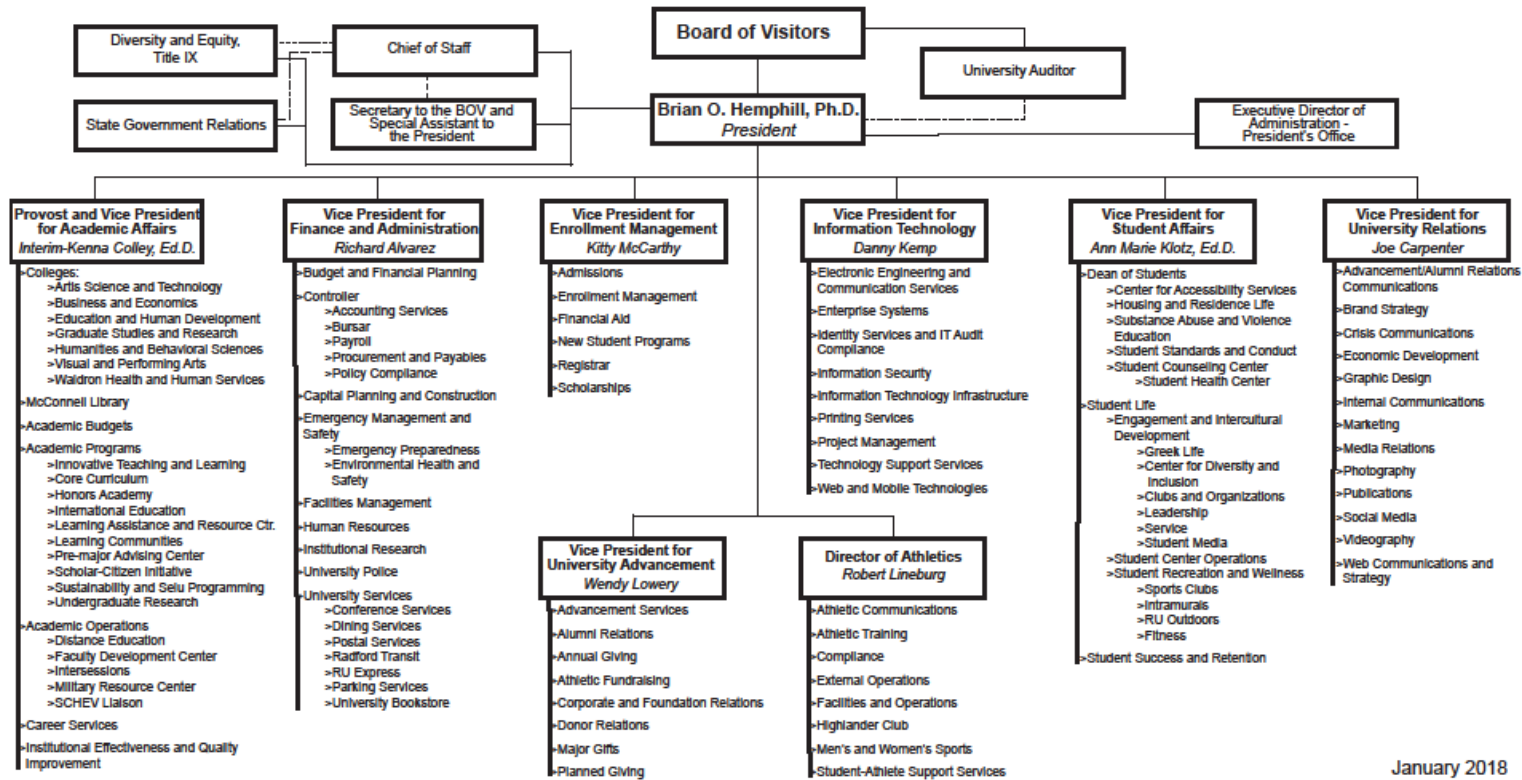 Board of Visitors
Diversity and Equity,
Title IX
Chief of Staff
University Auditor
State Government Relations
Secretary to the BOV and
Special Assistant to
the President
Brian O. Hemphill, Ph.D.
President
Executive Director of
Administration -
President's Office
Provost and Vice President
for Academic Affairs
Interim-Kenna Colley, Ed.D.
>Colleges:
>Artis Science and Technology
>Business and Economics
>Education and Human Development
>Graduate Studies and Research
>Humanities and Behavioral Sciences
>Visual and Performing Arts
>Waldron Health and Human Services
>McConnell Library
>Academic Budgets
>Academic Programs
>Innovative Teaching and Learning
>Core Curriculum
>Honors Academy
>International Education
>Learning Assistance and Resource Ctr.
>Learning Communities
>Pre-major Advising Center
>Scholar-Citizen Initiative
>Sustainability and Selu Programming
>Undergraduate Research
>Academic Operations
>Distance Education
>Faculty Development Center
>Intersessions
>Military Resource Center
>SCHEV Liaison
>Career Services
>Institutional Effectiveness and Quality
Improvement
Vice President for
Finance and Administration
Richard Alvarez
>Budget and Financial Planning
>Controller
>Accounting Services
>Bursar
>Payroll
>Procurement and Payables
>Policy Compliance
>Capital Planning and Construction
>Emergency Management and
Safety
>Emergency Preparedness
>Environmental Health and
Safety
>Facilities Management
>Human Resources
>Institutional Research
>University Police
>University Services
>Conference Services
>Dining Services
>Postal Services
>Radford Transit
>RU Express
>Parking Services
>University Bookstore
Vice President for
Enrollment Management
Kitty McCarthy
>Admissions
>Enrollment Management
>Financial Aid
>New Student Programs
>Registrar
>Scholarships
Vice President for
Information Technology
Danny Kemp
>Electronic Engineering and
Communication Services
>Enterprise Systems
>Identity Services and IT Audit
Compliance
>Information Security
>Information Technology Infrastructure
>Printing Services
>Project Management
>Technology Support Services
>Web and Mobile Technologies
Vice President for
Student Affairs
Ann Marie Klotz, Ed.D.
>Dean of Students
>Center for Accessibility Services
>Housing and Residence Life
>Substance Abuse and Violence
Education
>Student Standards and Conduct
>Student Counseling Center
>Student Health Center
>Student Life
>Engagement and Intercultural
Development
>Greek Life
>Center for Diversity and
Inclusion
>Clubs and Organizations
>Leadership
>Service
>Student Media
>Student Center Operations
>Student Recreation and Wellness
>Sports Clubs
>Intramurals
>RU Outdoors
>Fitness
>Student Success and Retention
Vice President for
University Relations
Joe Carpenter
>Advancement/Alumni Relations
Communications
>Brand Strategy
>Crisis Communications
>Economic Development
>Graphic Design
>Internal Communications
>Marketing
>Media Relations
>Photography
>Publications
>Social Media
>Videography
>Web Communications and
Strategy
Vice President for
University Advancement
Wendy Lowery
>Advancement Services
>Alumni Relations
>Annual Giving
>Athletic Fundraising
>Corporate and Foundation Relations
>Donor Relations
>Major Gifts
>Planned Giving
Director of Athletics
Robert Lineburg
>Athletic Communications
>Athletic Training
>Compliance
>External Operations
>Facilities and Operations
>Highlander Club
>Men's and Women's Sports
>Student-Athlete Support Services
January 2018